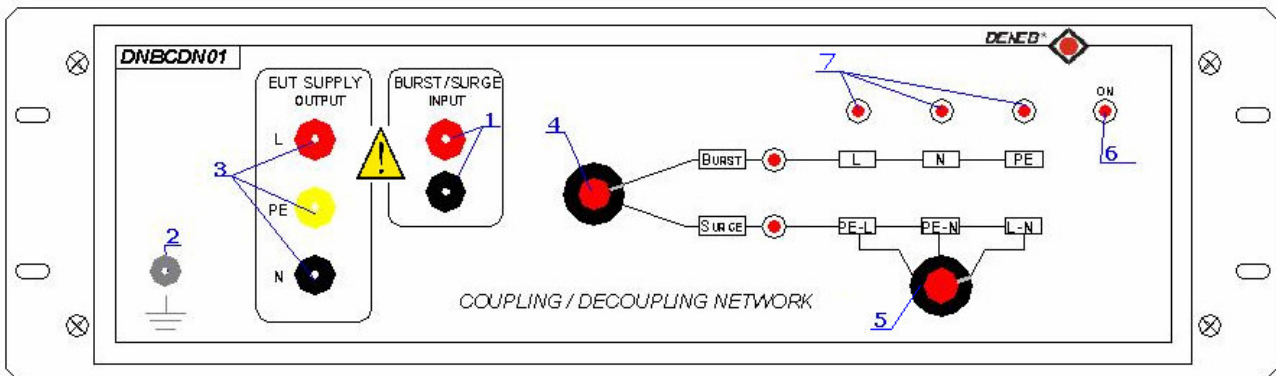 DENEB®
DNBCDN01
EUT SUPPLY
OUTPUT
BURST/SURGE
INPUT
7
ON
L
1
4
6
BURST
L
N
PE
3
PE
SURGE
PE-L
PE-N
L-N
2
N
COUPLING / DECOUPLING NETWORK
5
!